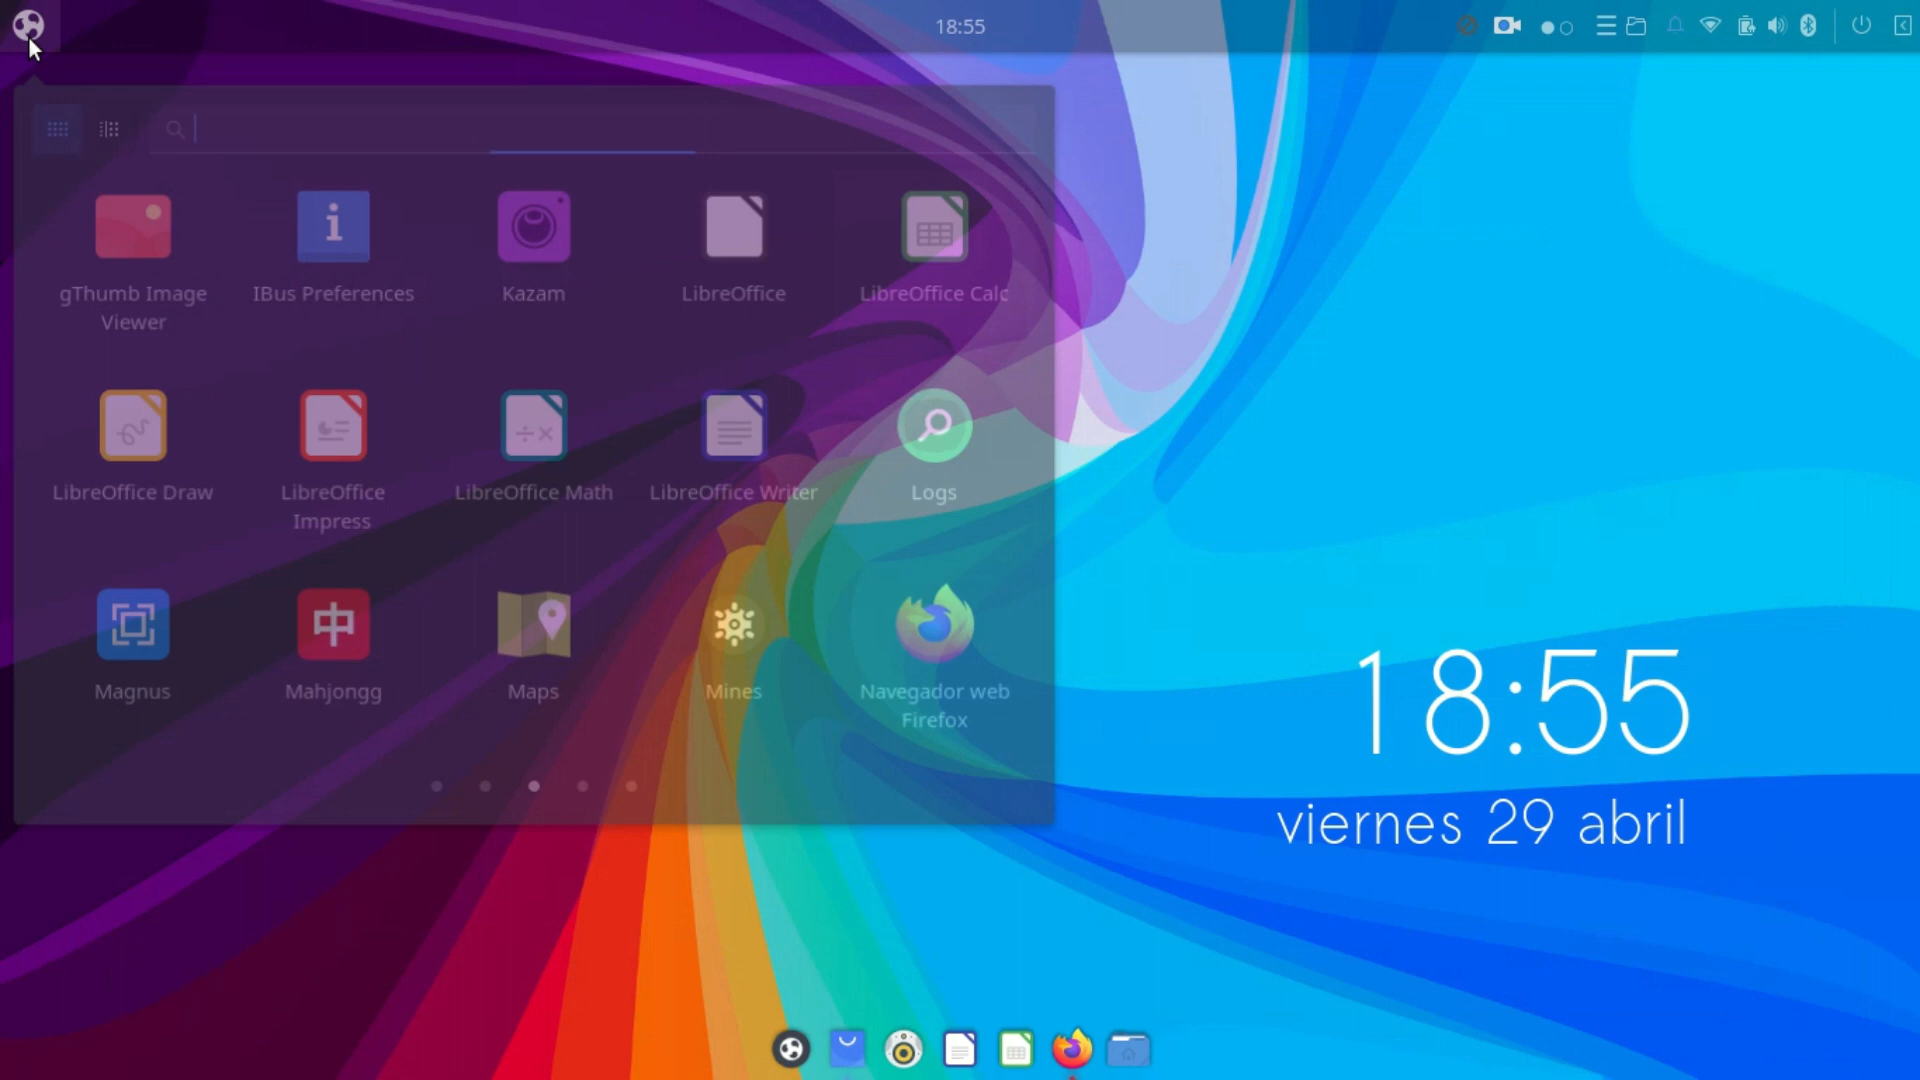 18:55
gThumb Image
Viewer
IBus Preferences
Kazam
LibreOffice
LibreOffice Calc
LibreOffice Draw
LibreOffice
Impress
LibreOffice Math
LibreOffice Writer
Logs
中
Magnus
Mahjongg
Maps
Mines
Navegador web
Firefox
18:55
viernes 29 abril